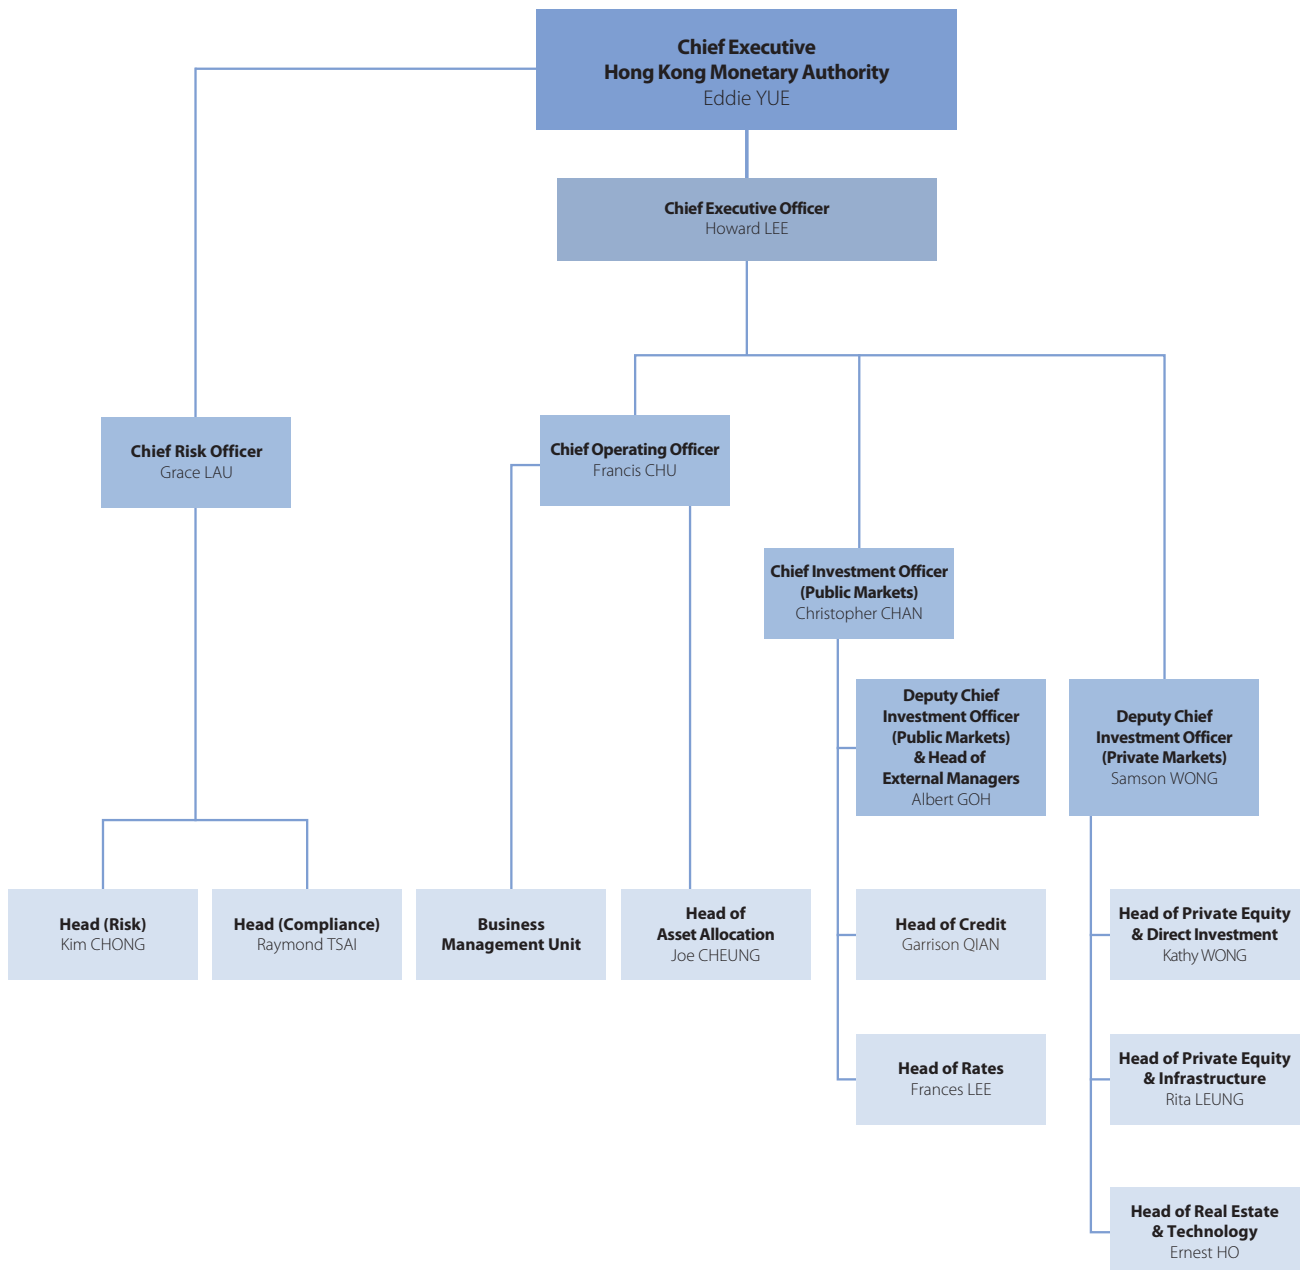 Chief Executive
Hong Kong Monetary Authority
Eddie YUE
Chief Executive Officer
Howard LEE
Chief Risk Officer
Grace LAU
Chief Operating Officer
Francis CHU
Chief Investment Officer
(Public Markets)
Christopher CHAN
Deputy Chief
Investment Officer
(Public Markets)
& Head of
External Managers
Albert GOH
Deputy Chief
Investment Officer
(Private Markets)
Samson WONG
Head (Risk)
Kim CHONG
Head (Compliance)
Raymond TSAI
Business
Management Unit
Head of
Asset Allocation
Joe CHEUNG
Head of Credit
Garrison QIAN
Head of Private Equity
& Direct Investment
Kathy WONG
Head of Rates
Frances LEE
Head of Private Equity
& Infrastructure
Rita LEUNG
Head of Real Estate
& Technology
Ernest HO